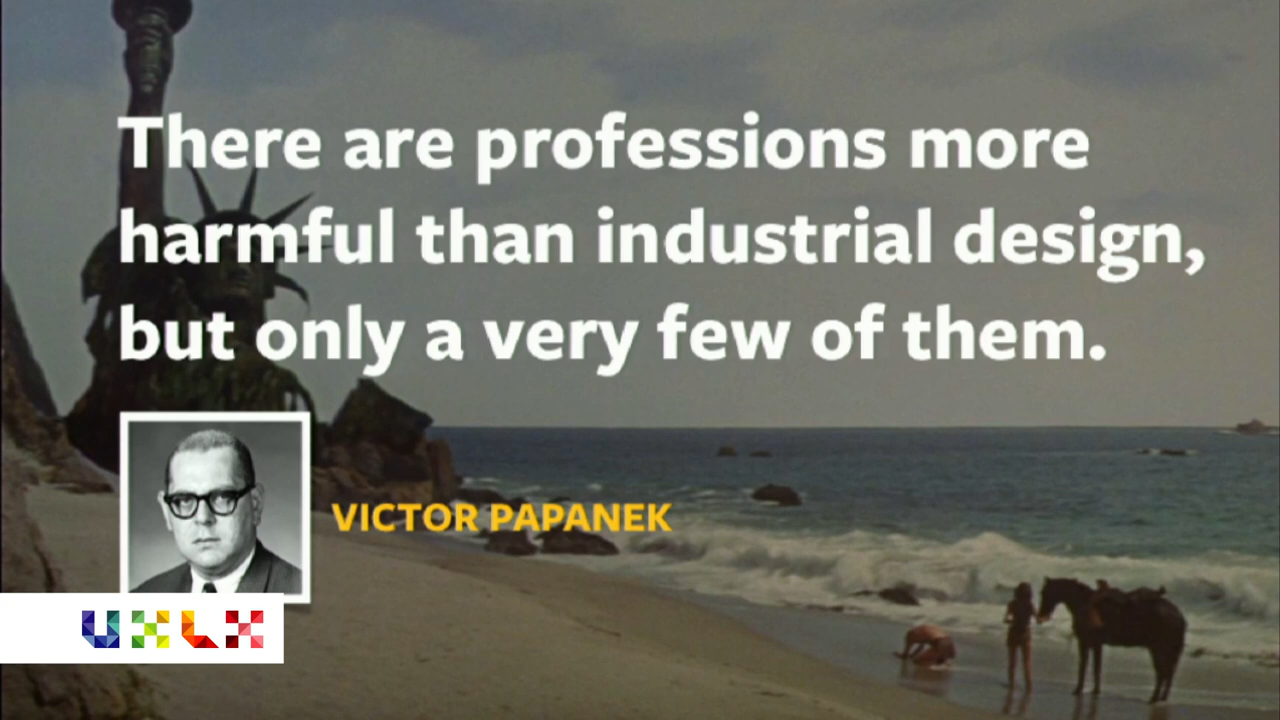 There are professions more
harmful than industrial design,
but only a very few of them.
VICTOR PAPANEK
UXLX